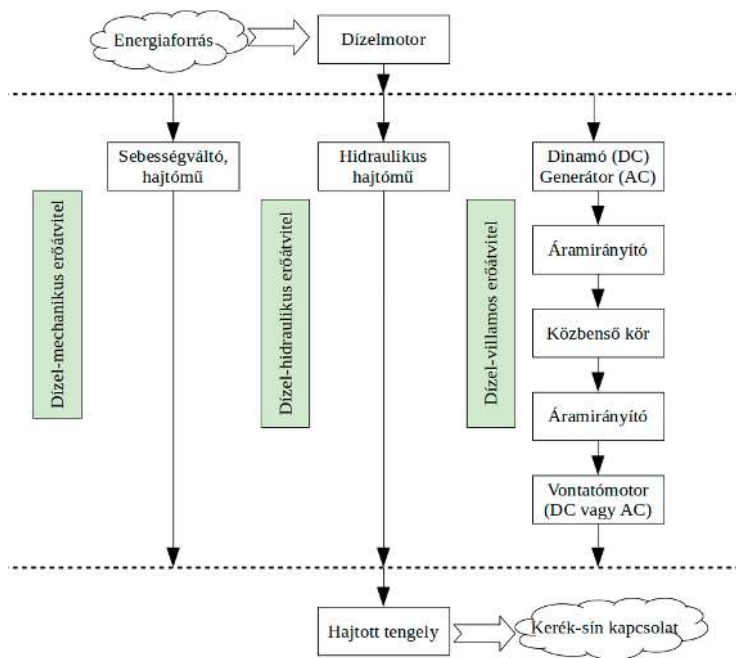 Energiaforrás
Dízelmotor
Sebességváltó,
hajtómű
Hidraulikus
hajtómű
Dinamó (DC)
Generátor (AC)
Dízel-mechanikus erőátvitel
Dízel-hidraulikus erőátvitel
Dízel-villamos erőátvitel
Áramirányító
Közbenső kör
Áramirányító
Vontatómotor
(DC vagy AC)
Hajtott tengely
Kerék-sín kapcsolat